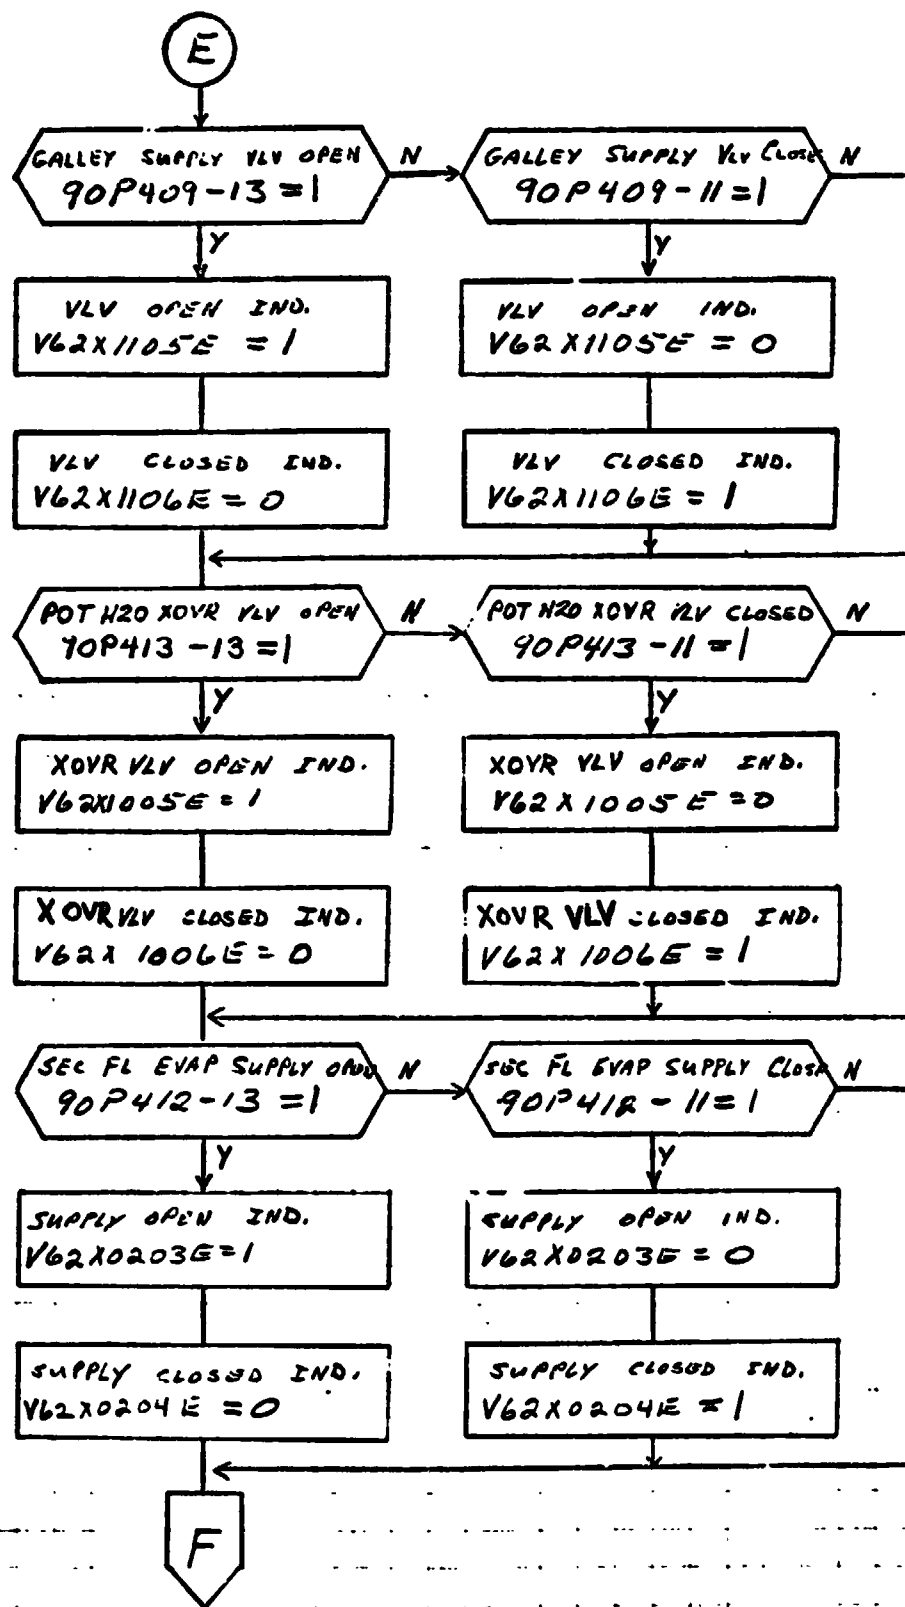 E
GALLEY SUPPLY VLV OPEN
90P409-13=1
N
GALLEY SUPPLY VLV CLOSE
90P409-11=1
N
Y
Y
VLV OPEN IND.
V62X1105E = 1
VLV OPEN IND.
V62X1105E = 0
VLV CLOSED IND.
V62X1106E = 0
VLV CLOSED IND.
V62X1106E = 1
POT H2O XOVR VLV OPEN
90P413-13=1
N
POT H2O XOVR VLV CLOSED
90P413-11=1
N
Y
Y
XOVR VLV OPEN IND.
V62X1005E = 1
XOVR VLV OPEN IND.
V62X1005E = 0
XOVR VLV CLOSED IND.
V62X1006E = 0
XOVR VLV CLOSED IND.
V62X1006E = 1
SEC FL EVAP SUPPLY OPEN
90P412-13=1
N
SEC FL EVAP SUPPLY CLOSE
90P412-11=1
N
Y
Y
SUPPLY OPEN IND.
V62X0203E=1
SUPPLY OPEN IND.
V62X0203E = 0
SUPPLY CLOSED IND.
V62X0204E = 0
SUPPLY CLOSED IND.
V62X0204E = 1
F